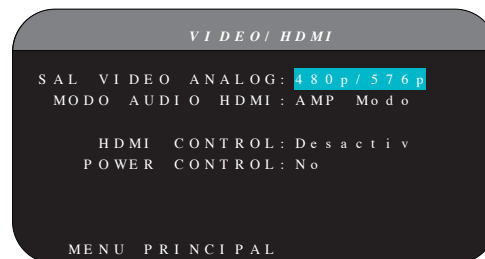 VIDEO/HDMI
SAL VIDEO ANALOG: 480p/576p
MODO AUDIO HDMI: AMP Modo
HDMI CONTROL: Desactiv
POWER CONTROL: No
MENU PRINCIPAL